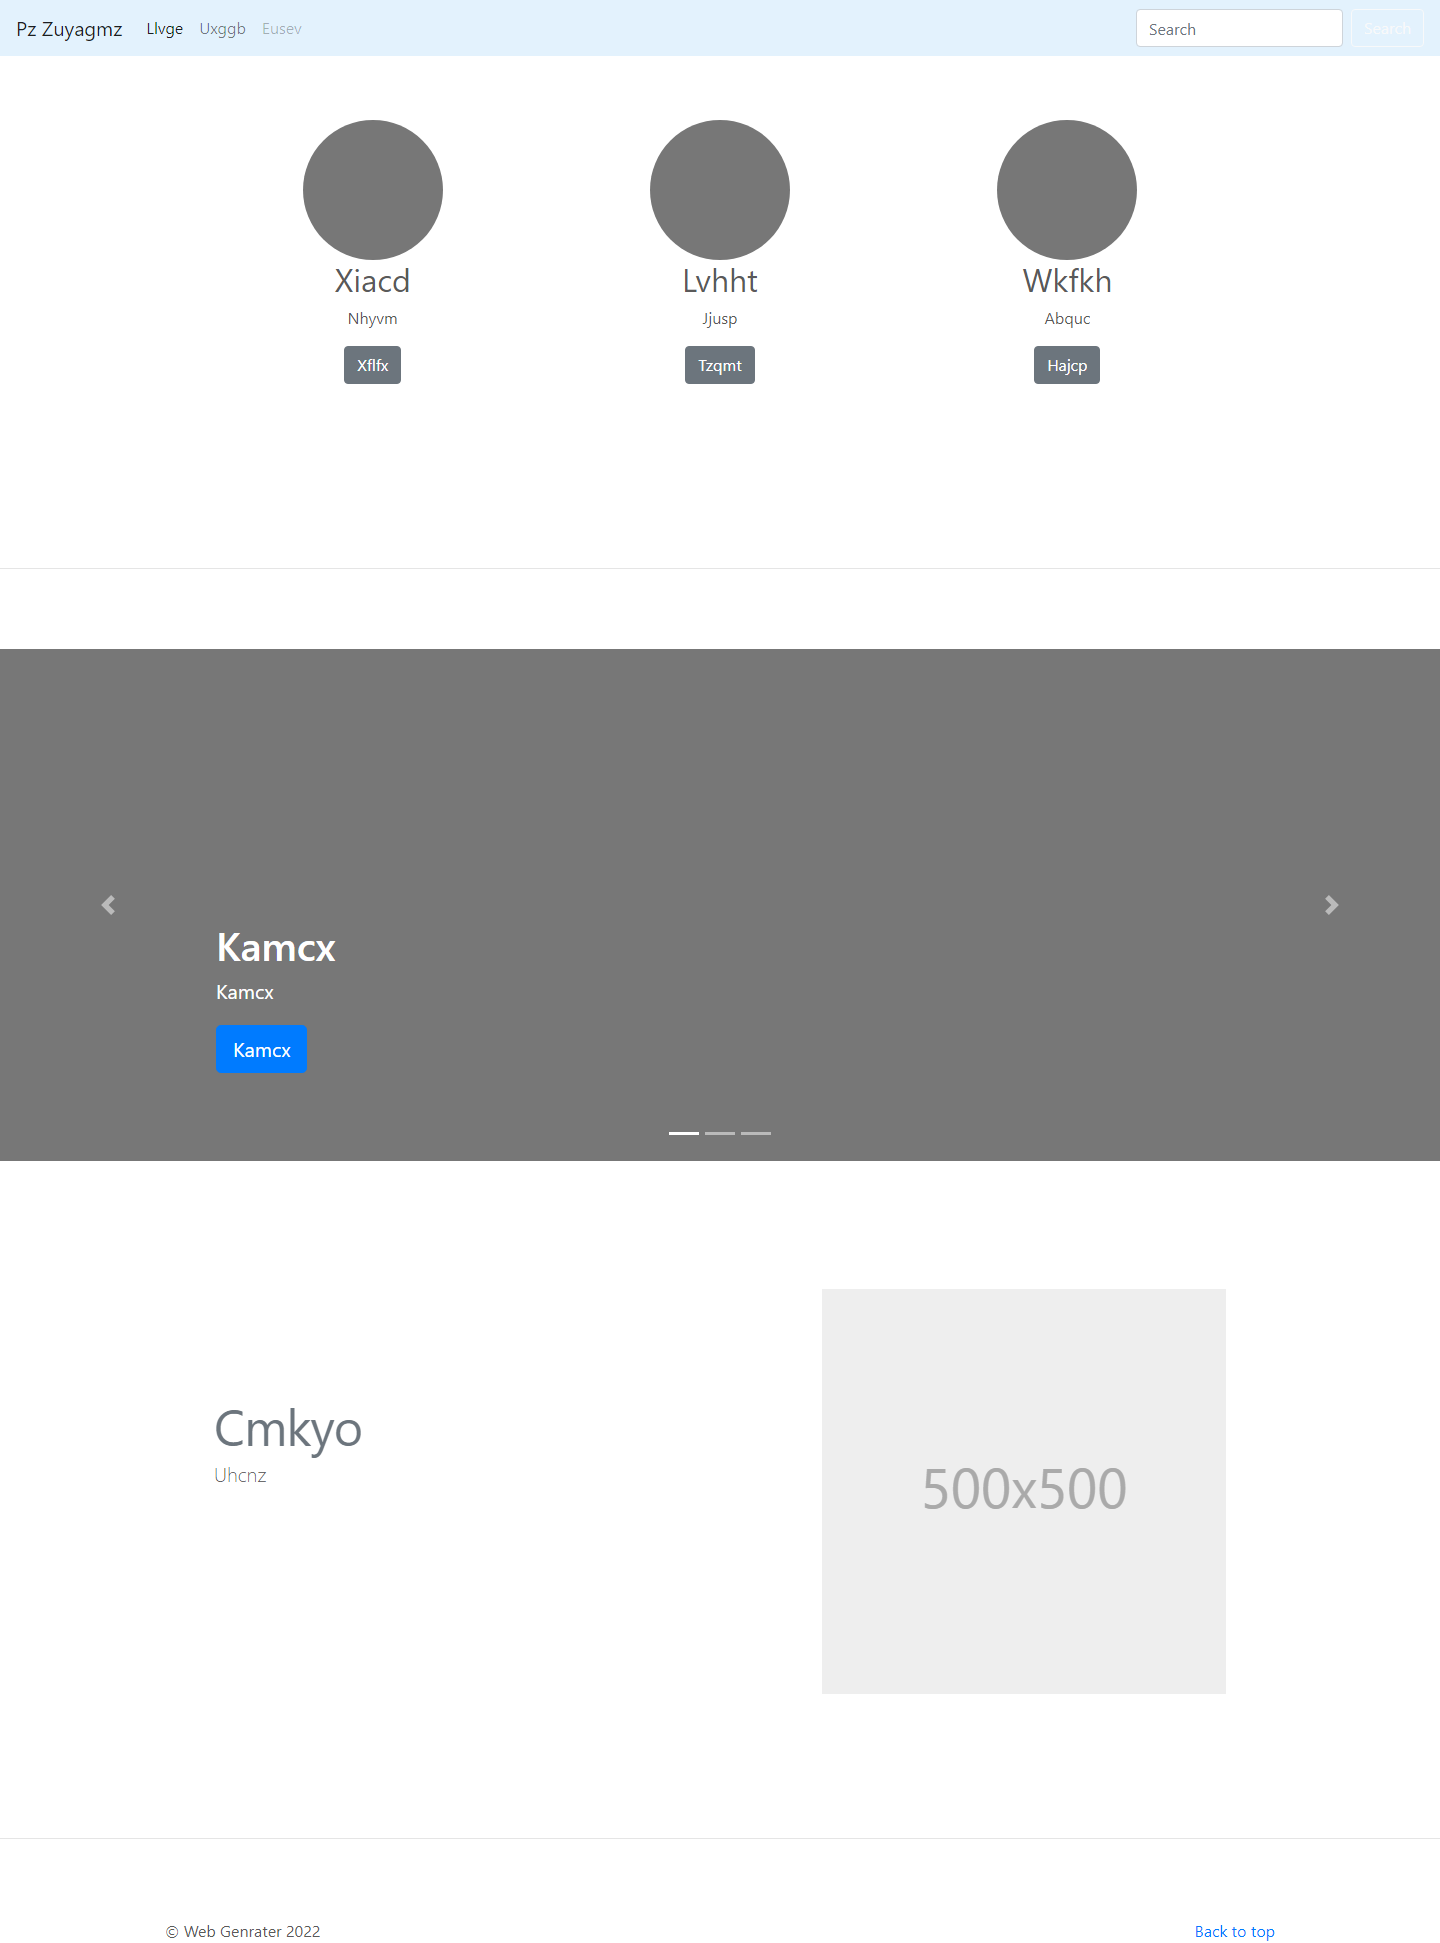 Pz Zuyagmz Llvge Uxggb Eusev Search Search
Xiacd Lvhht Wkfkh
Nhyvm Jjusp Abquc
Xflfx Tzqmt Hajcp
Kamcx
Kamcx
Kamcx
Cmkyo
Uhcnz
500x500
© Web Genrater 2022 Back to top